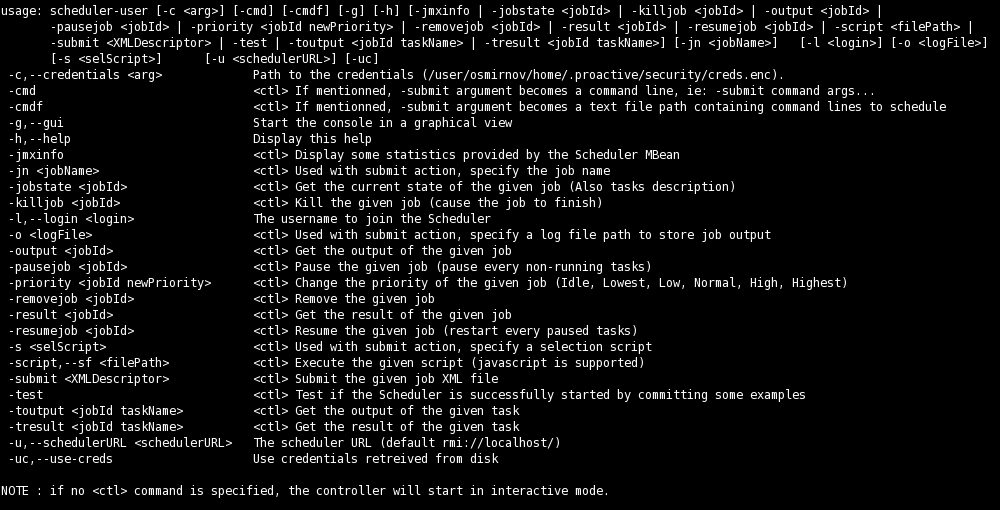 usage: scheduler-user [-c <arg>] [-cmd] [-cmdf] [-g] [-h] [-jmxinfo | -jobstate <jobId> | -killjob <jobId> | -output <jobId> |
-pausejob <jobId> | -priority <jobId newPriority> | -removejob <jobId> | -result <jobId> | -resumejob <jobId> | -script <filePath> |
-submit <XMLDescriptor> | -test | -toutput <jobId taskName> | -tresult <jobId taskName>] [-jn <jobName>] [-l <login>] [-o <logFile>]
[-s <selScript>] [-u <schedulerURL>] [-uc]
-c,--credentials <arg> Path to the credentials (/user/osmirnov/home/.proactive/security/creds.enc).
-cmd <ctl> If mentionned, -submit argument becomes a command line, ie: -submit command args...
-cmdf <ctl> If mentionned, -submit argument becomes a text file path containing command lines to schedule
-g,--gui Start the console in a graphical view
-h,--help Display this help
-jmxinfo <ctl> Display some statistics provided by the Scheduler MBean
-jn <jobName> <ctl> Used with submit action, specify the job name
-jobstate <jobId> <ctl> Get the current state of the given job (Also tasks description)
-killjob <jobId> <ctl> Kill the given job (cause the job to finish)
-l,--login <login> The username to join the Scheduler
-o <logFile> <ctl> Used with submit action, specify a log file path to store job output
-output <jobId> <ctl> Get the output of the given job
-pausejob <jobId> <ctl> Pause the given job (pause every non-running tasks)
-priority <jobId newPriority> <ctl> Change the priority of the given job (Idle, Lowest, Low, Normal, High, Highest)
-removejob <jobId> <ctl> Remove the given job
-result <jobId> <ctl> Get the result of the given job
-resumejob <jobId> <ctl> Resume the given job (restart every paused tasks)
-s <selScript> <ctl> Used with submit action, specify a selection script
-script,--sf <filePath> <ctl> Execute the given script (javascript is supported)
-submit <XMLDescriptor> <ctl> Submit the given job XML file
-test <ctl> Test if the Scheduler is successfully started by committing some examples
-toutput <jobId taskName> <ctl> Get the output of the given task
-tresult <jobId taskName> <ctl> Get the result of the given task
-u,--schedulerURL <schedulerURL> The scheduler URL (default rmi://localhost/)
-uc,--use-creds Use credentials retreived from disk
NOTE : if no <ctl> command is specified, the controller will start in interactive mode.